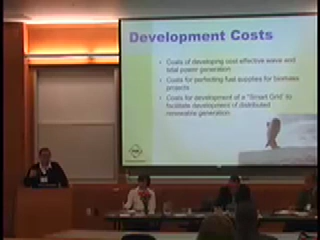 Development Costs
• Costs of developing cost effective wave and
tidal power generation
• Costs for perfecting fuel supplies for biomass
projects
• Costs for development of a "Smart Grid" to
facilitate development of distributed
renewable generation